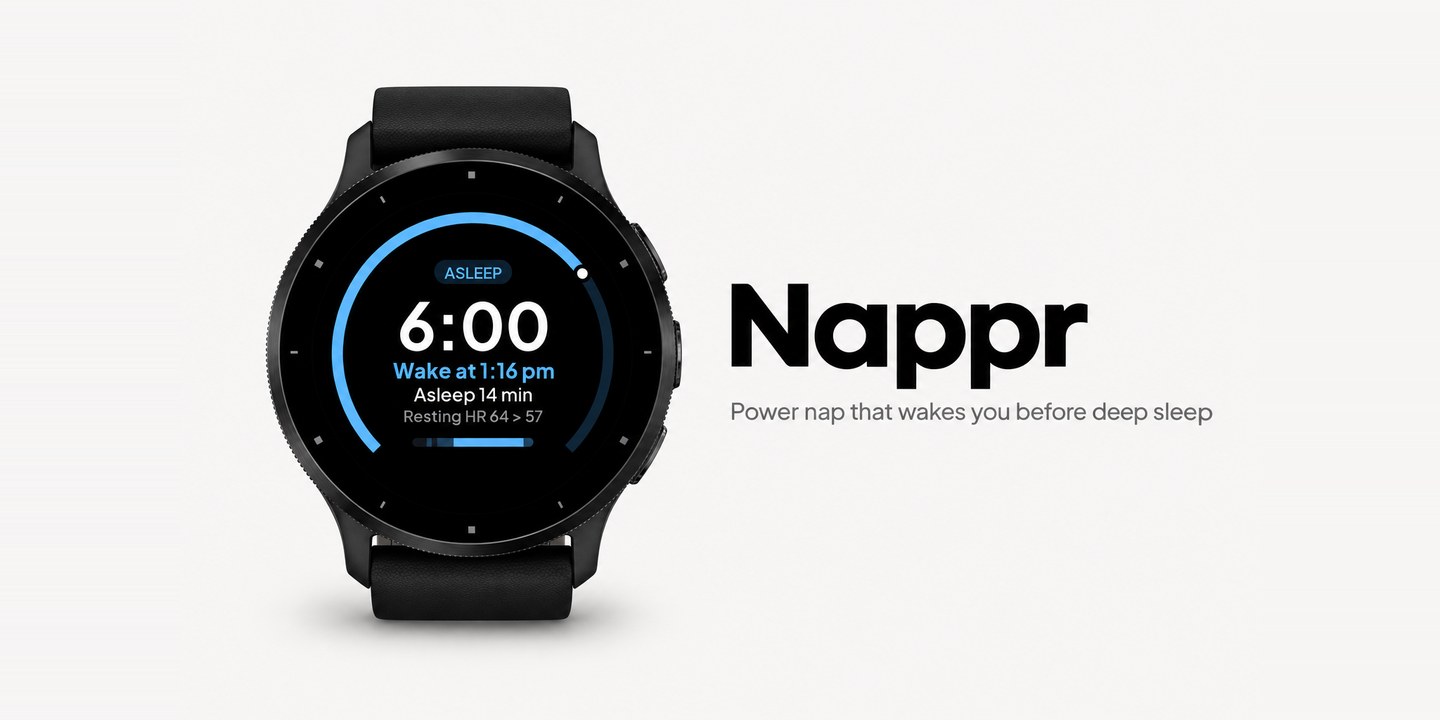 ASLEEP
6:00
Wake at 1:16 pm
Asleep 14 min
Resting HR 64 > 57
Nappr
Power nap that wakes you before deep sleep